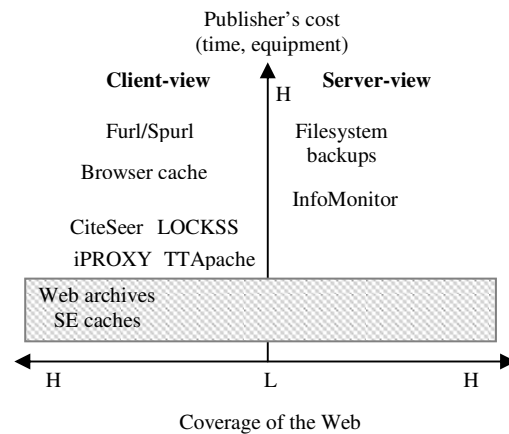 Publisher's cost
(time, equipment)
Client-view Server-view
H
Furl/Spurl Filesystem
backups
Browser cache
InfoMonitor
CiteSeer LOCKSS
iPROXY TTApache
Web archives
SE caches
H L H
Coverage of the Web